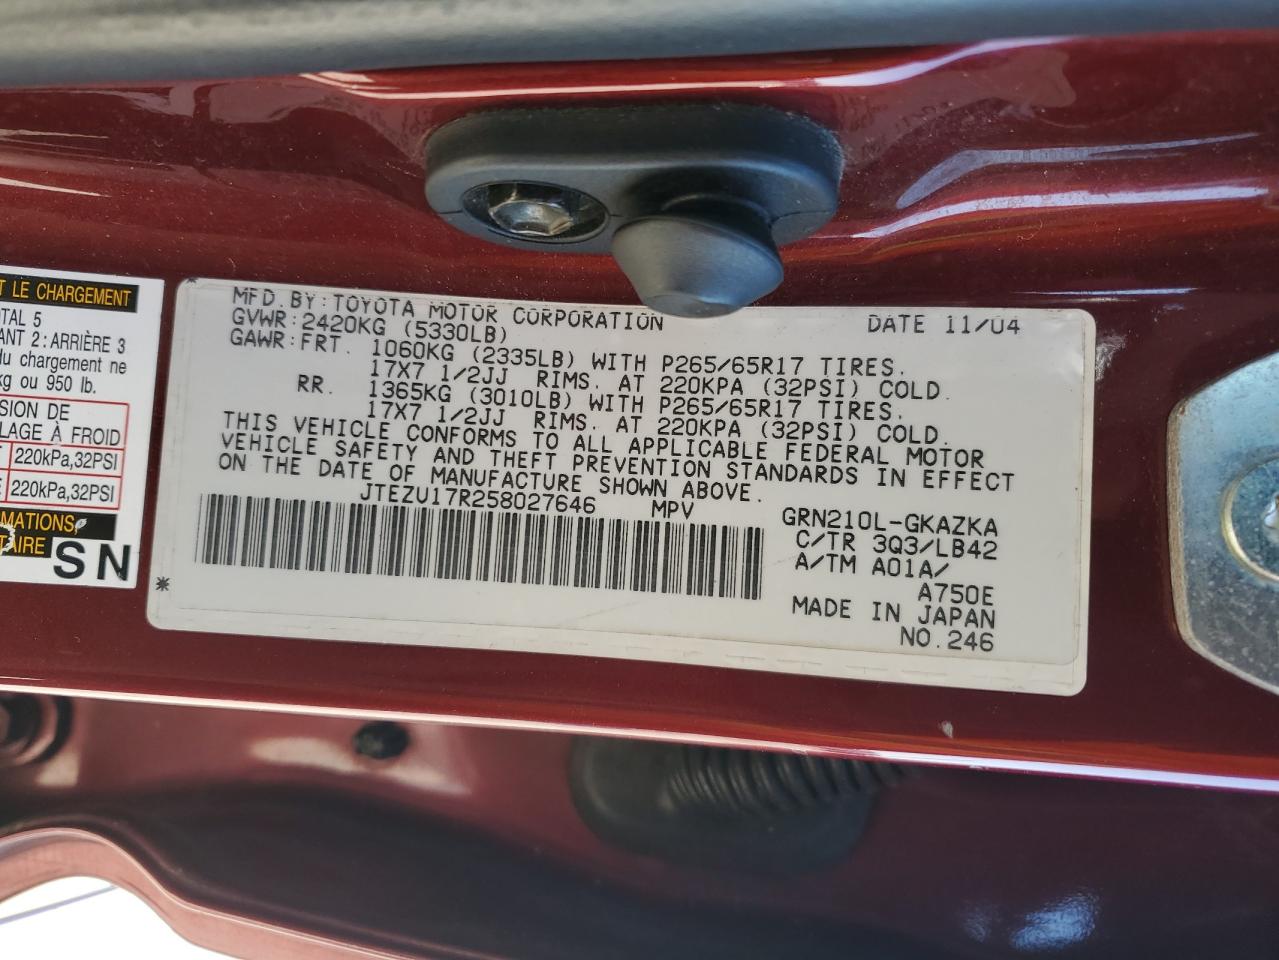 T LE CHARGEMENT
OTAL 5
ANT 2 : ARRIÈRE 3
du chargement ne
kg ou 950 lb.
SION DE
LAGE À FROID
220kPa,32PSI
220kPa,32PSI
MATIONS
TAIRE
SN
MFD. BY: TOYOTA MOTOR CORPORATION DATE 11/04
GVWR: 2420KG (5330LB)
GAWR: FRT. 1060KG (2335LB) WITH P265/65R17 TIRES.
17X7 1/2JJ RIMS. AT 220KPA (32PSI) COLD.
RR. 1365KG (3010LB) WITH P265/65R17 TIRES.
17X7 1/2JJ RIMS. AT 220KPA (32PSI) COLD.
THIS VEHICLE CONFORMS TO ALL APPLICABLE FEDERAL MOTOR
VEHICLE SAFETY AND THEFT PREVENTION STANDARDS IN EFFECT
ON THE DATE OF MANUFACTURE SHOWN ABOVE.
JTEZU17R258027646 MPV
GRN210L-GKAZKA
C/TR 3Q3/LB42
A/TM A01A/
A750E
MADE IN JAPAN
NO.246